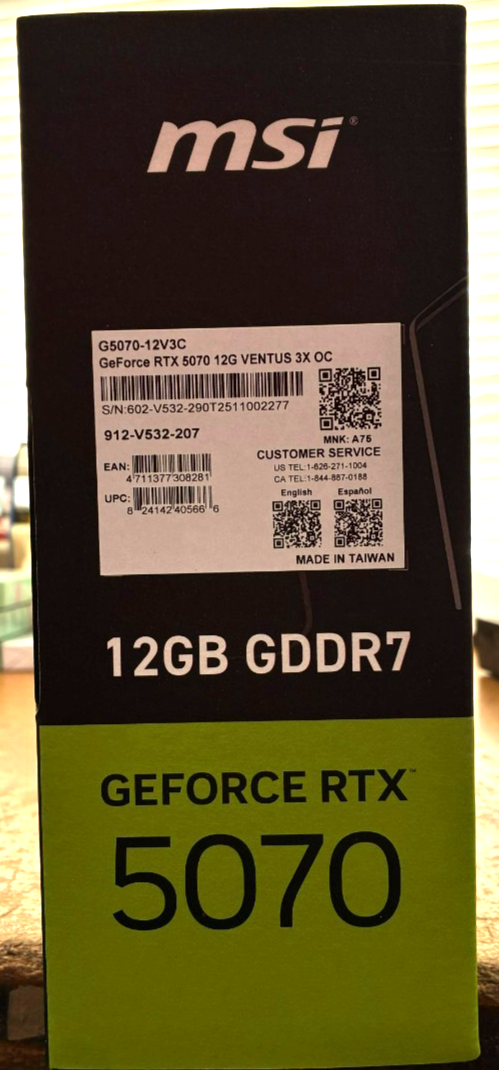 msi®
G5070-12V3C
GeForce RTX 5070 12G VENTUS 3X OC
S/N:602-V532-290T2511002277
912-V532-207
MNK: A75
CUSTOMER SERVICE
US TEL:1-626-271-1004
CA TEL:1-844-887-0188
EAN:
4 711377 308281
UPC:
8 24142 40566 6
English Español
MADE IN TAIWAN
12GB GDDR7
GEFORCE RTX™
5070